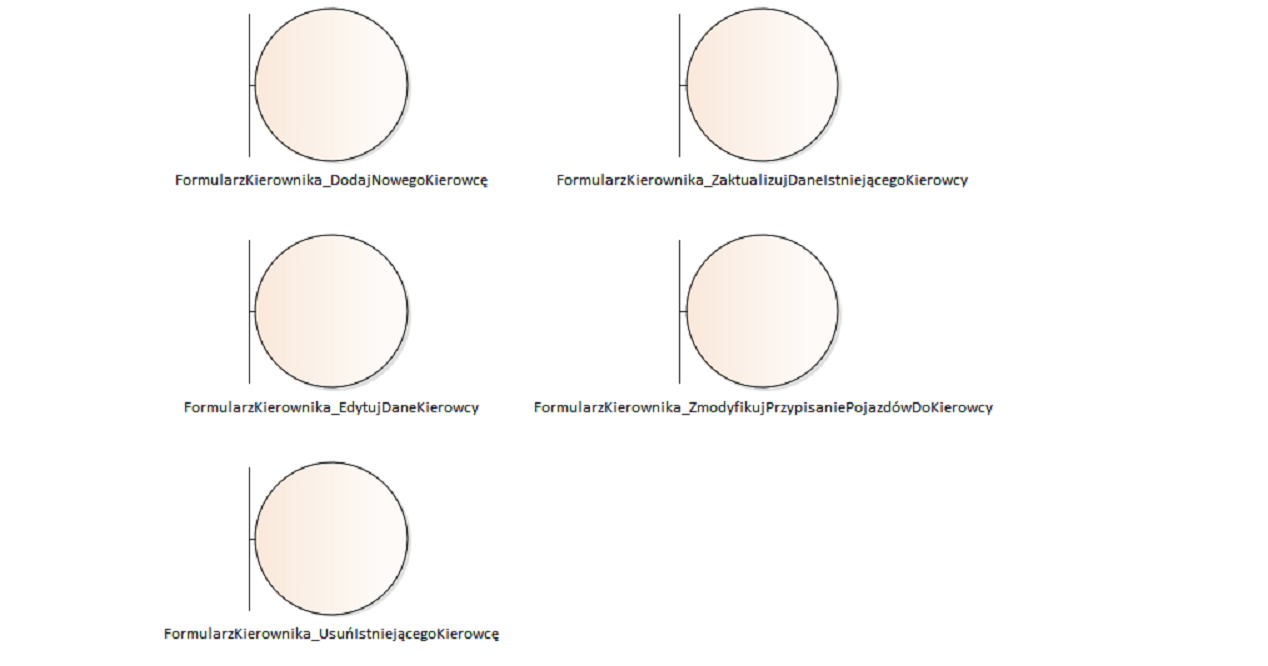 FormularzKierownika_DodajNowegoKierowcę
FormularzKierownika_ZaktualizujDaneIstniejącegoKierowcy
FormularzKierownika_EdytujDaneKierowcy
FormularzKierownika_ZmodyfikujPrzypisaniePojazdówDoKierowcy
FormularzKierownika_UsuńIstniejącegoKierowcę